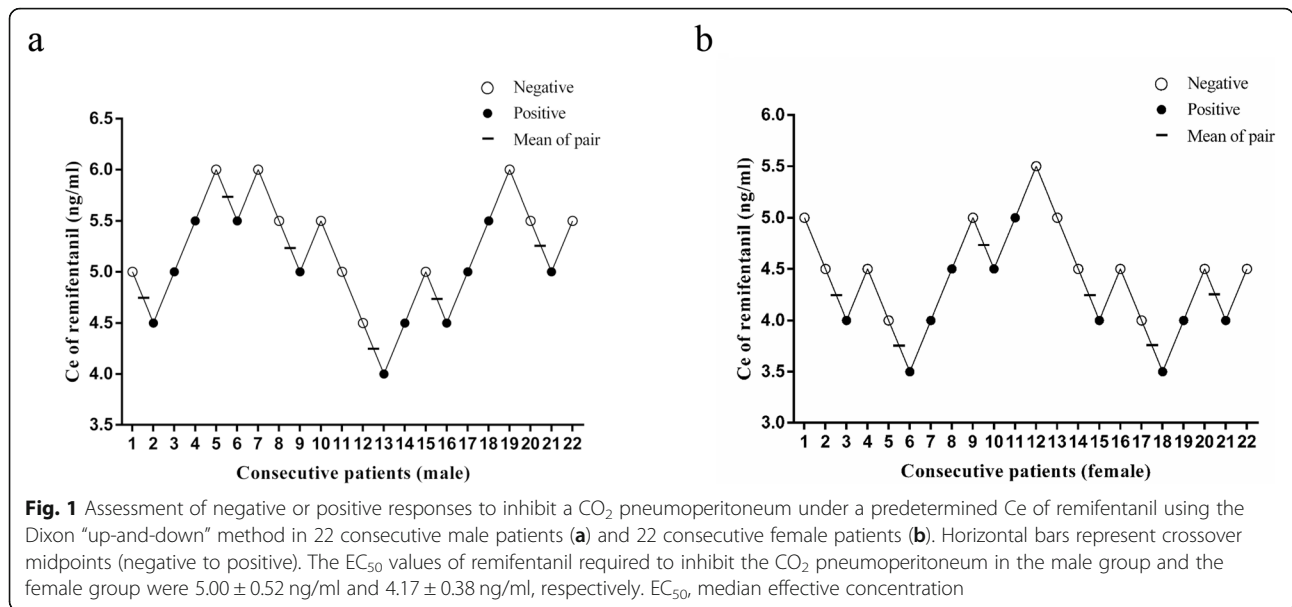 a
Negative
Positive
Mean of pair
6.5
6.0
5.5
5.0
4.5
4.0
3.5
Ce of remifentanil (ng/ml)
1 2 3 4 5 6 7 8 9 10 11 12 13 14 15 16 17 18 19 20 21 22
Consecutive patients (male)
b
Negative
Positive
Mean of pair
6.0
5.5
5.0
4.5
4.0
3.5
3.0
Ce of remifentanil (ng/ml)
1 2 3 4 5 6 7 8 9 10 11 12 13 14 15 16 17 18 19 20 21 22
Consecutive patients (female)
Fig. 1 Assessment of negative or positive responses to inhibit a CO₂ pneumoperitoneum under a predetermined Ce of remifentanil using the
Dixon “up-and-down” method in 22 consecutive male patients (a) and 22 consecutive female patients (b). Horizontal bars represent crossover
midpoints (negative to positive). The EC₅₀ values of remifentanil required to inhibit the CO₂ pneumoperitoneum in the male group and the
female group were 5.00 ± 0.52 ng/ml and 4.17 ± 0.38 ng/ml, respectively. EC₅₀, median effective concentration